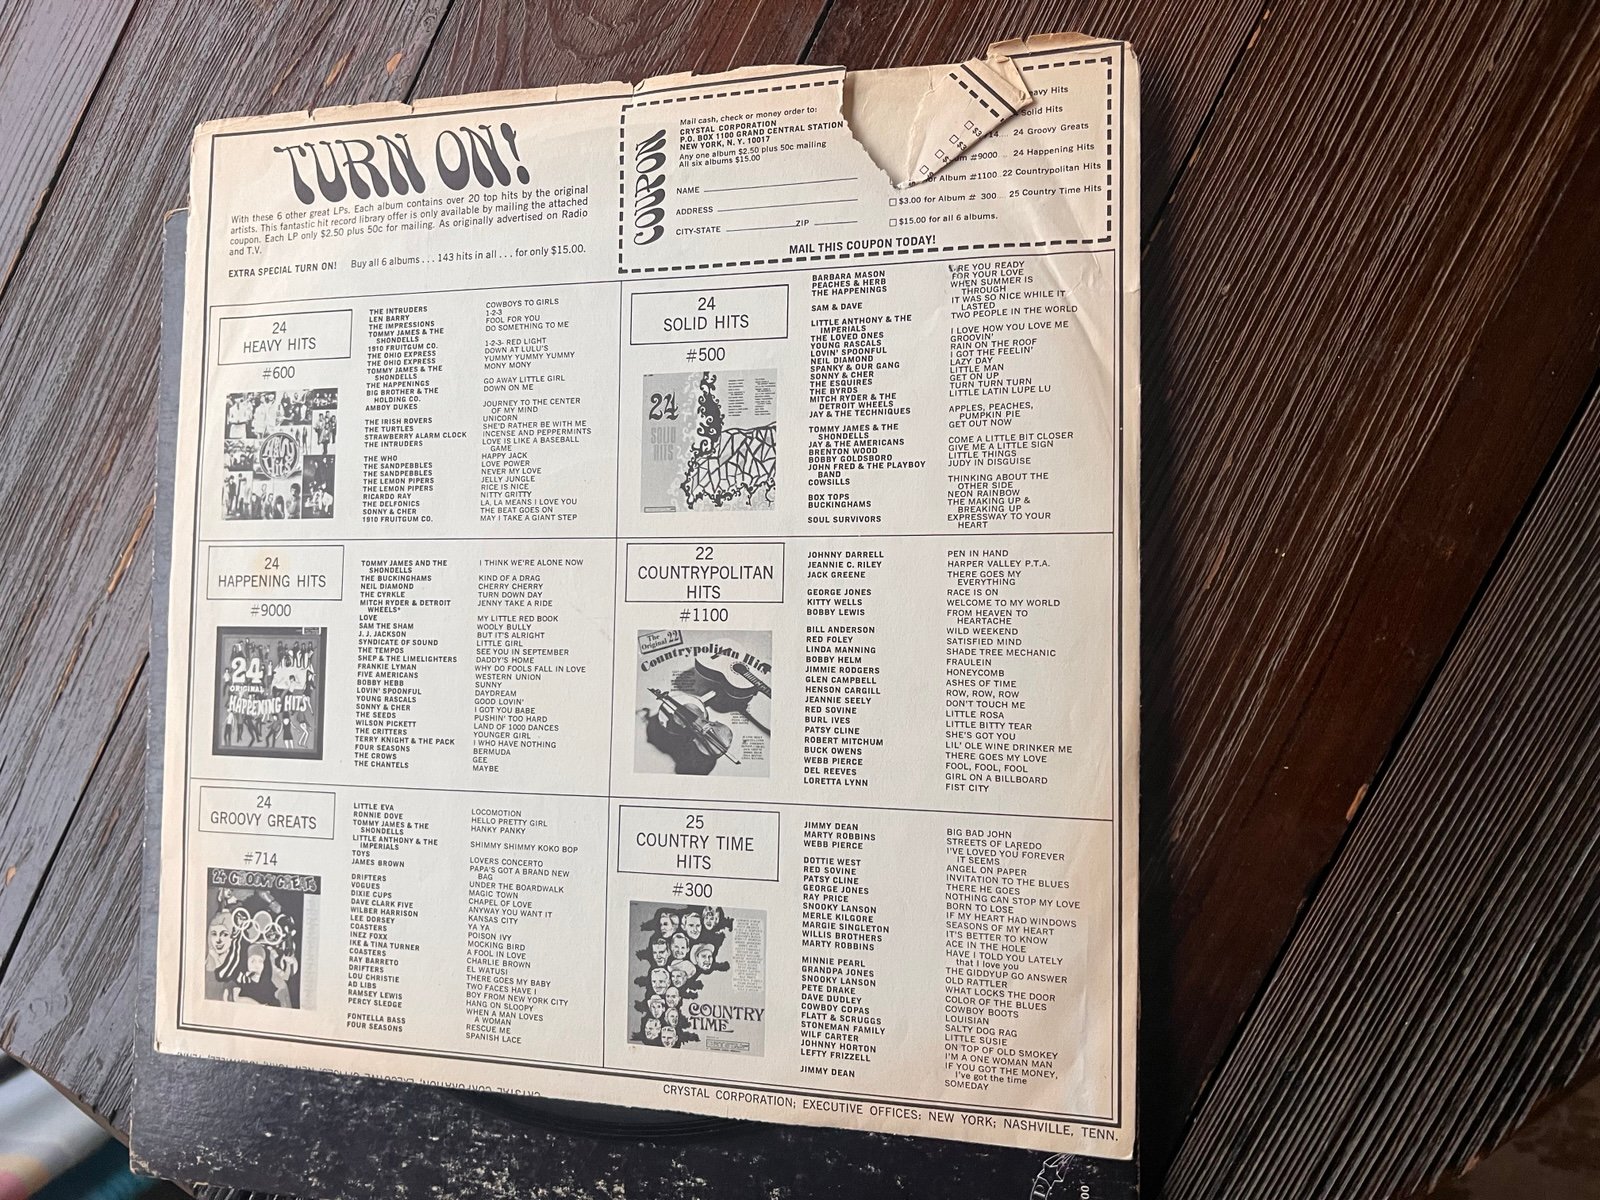 TURN ON!
With these 6 other great LPs. Each album contains over 20 top hits by the original
artists. This fantastic hit record library offer is only available by mailing the attached
coupon. Each LP only $2.50 plus 50c for mailing. As originally advertised on Radio
and T.V.
EXTRA SPECIAL TURN ON! Buy all 6 albums . . . 143 hits in all . . . for only $15.00.
COUPON
Mail cash, check or money order to:
CRYSTAL CORPORATION
P.O. BOX 1100 GRAND CENTRAL STATION
NEW YORK, N. Y. 10017
Any one album $2.50 plus 50c mailing
All six albums $15.00
NAME
ADDRESS
CITY-STATE ZIP
Hits
Solid Hits
24 Groovy Greats
#9000 .. 24 Happening Hits
Album #1100 22 Countrypolitan Hits
$3.00 for Album # 300 25 Country Time Hits
$15.00 for all 6 albums.
MAIL THIS COUPON TODAY!
24
HEAVY HITS
#600
THE INTRUDERS
LEN BARRY
THE IMPRESSIONS
TOMMY JAMES & THE
SHONDELLS
1910 FRUITGUM CO.
THE OHIO EXPRESS
THE OHIO EXPRESS
TOMMY JAMES & THE
SHONDELLS
THE HAPPENINGS
BIG BROTHER & THE
HOLDING CO.
AMBOY DUKES
THE IRISH ROVERS
THE TURTLES
STRAWBERRY ALARM CLOCK
THE INTRUDERS
THE WHO
THE SANDPEBBLES
THE SANDPEBBLES
THE LEMON PIPERS
THE LEMON PIPERS
RICARDO RAY
THE DELFONICS
SONNY & CHER
1910 FRUITGUM CO.
COWBOYS TO GIRLS
1-2-3
FOOL FOR YOU
DO SOMETHING TO ME
1-2-3- RED LIGHT
DOWN AT LULU'S
YUMMY YUMMY YUMMY
MONY MONY
GO AWAY LITTLE GIRL
DOWN ON ME
JOURNEY TO THE CENTER
OF MY MIND
UNICORN
SHE'D RATHER BE WITH ME
INCENSE AND PEPPERMINTS
LOVE IS LIKE A BASEBALL
GAME
HAPPY JACK
LOVE POWER
NEVER MY LOVE
JELLY JUNGLE
RICE IS NICE
NITTY GRITTY
LA, LA MEANS I LOVE YOU
THE BEAT GOES ON
MAY I TAKE A GIANT STEP
24
SOLID HITS
#500
24
SOLID
HITS
BARBARA MASON
PEACHES & HERB
THE HAPPENINGS
SAM & DAVE
LITTLE ANTHONY & THE
IMPERIALS
THE LOVED ONES
YOUNG RASCALS
LOVIN' SPOONFUL
NEIL DIAMOND
SPANKY & OUR GANG
SONNY & CHER
THE ESQUIRES
THE BYRDS
MITCH RYDER & THE
DETROIT WHEELS
JAY & THE TECHNIQUES
TOMMY JAMES & THE
SHONDELLS
JAY & THE AMERICANS
BRENTON WOOD
BOBBY GOLDSBORO
JOHN FRED & THE PLAYBOY
BAND
COWSILLS
BOX TOPS
BUCKINGHAMS
SOUL SURVIVORS
ARE YOU READY
FOR YOUR LOVE
WHEN SUMMER IS
THROUGH
IT WAS SO NICE WHILE IT
LASTED
TWO PEOPLE IN THE WORLD
I LOVE HOW YOU LOVE ME
GROOVIN'
RAIN ON THE ROOF
I GOT THE FEELIN'
LAZY DAY
LITTLE MAN
GET ON UP
TURN TURN TURN
LITTLE LATIN LUPE LU
APPLES, PEACHES,
PUMPKIN PIE
GET OUT NOW
COME A LITTLE BIT CLOSER
GIVE ME A LITTLE SIGN
LITTLE THINGS
JUDY IN DISGUISE
THINKING ABOUT THE
OTHER SIDE
NEON RAINBOW
THE MAKING UP &
BREAKING UP
EXPRESSWAY TO YOUR
HEART
24
HAPPENING HITS
#9000
24
ORIGINAL
HAPPENING HITS
TOMMY JAMES AND THE
SHONDELLS
THE BUCKINGHAMS
NEIL DIAMOND
THE CYRKLE
MITCH RYDER & DETROIT
WHEELS*
LOVE
SAM THE SHAM
J. J. JACKSON
SYNDICATE OF SOUND
THE TEMPOS
SHEP & THE LIMELIGHTERS
FRANKIE LYMAN
FIVE AMERICANS
BOBBY HEBB
LOVIN' SPOONFUL
YOUNG RASCALS
SONNY & CHER
THE SEEDS
WILSON PICKETT
THE CRITTERS
TERRY KNIGHT & THE PACK
FOUR SEASONS
THE CROWS
THE CHANTELS
I THINK WE'RE ALONE NOW
KIND OF A DRAG
CHERRY CHERRY
TURN DOWN DAY
JENNY TAKE A RIDE
MY LITTLE RED BOOK
WOOLY BULLY
BUT IT'S ALRIGHT
LITTLE GIRL
SEE YOU IN SEPTEMBER
DADDY'S HOME
WHY DO FOOLS FALL IN LOVE
WESTERN UNION
SUNNY
DAYDREAM
GOOD LOVIN'
I GOT YOU BABE
PUSHIN' TOO HARD
LAND OF 1000 DANCES
YOUNGER GIRL
I WHO HAVE NOTHING
BERMUDA
GEE
MAYBE
22
COUNTRYPOLITAN
HITS
#1100
The
Original 22
Countrypolitan Hits
JOHNNY DARRELL
JEANNIE C. RILEY
JACK GREENE
GEORGE JONES
KITTY WELLS
BOBBY LEWIS
BILL ANDERSON
RED FOLEY
LINDA MANNING
BOBBY HELM
JIMMIE RODGERS
GLEN CAMPBELL
HENSON CARGILL
JEANNIE SEELY
RED SOVINE
BURL IVES
PATSY CLINE
ROBERT MITCHUM
BUCK OWENS
WEBB PIERCE
DEL REEVES
LORETTA LYNN
PEN IN HAND
HARPER VALLEY P.T.A.
THERE GOES MY
EVERYTHING
RACE IS ON
WELCOME TO MY WORLD
FROM HEAVEN TO
HEARTACHE
WILD WEEKEND
SATISFIED MIND
SHADE TREE MECHANIC
FRAULEIN
HONEYCOMB
ASHES OF TIME
ROW, ROW, ROW
DON'T TOUCH ME
LITTLE ROSA
LITTLE BITTY TEAR
SHE'S GOT YOU
LIL' OLE WINE DRINKER ME
THERE GOES MY LOVE
FOOL, FOOL, FOOL
GIRL ON A BILLBOARD
FIST CITY
24
GROOVY GREATS
#714
24 GROOVY GREATS
LITTLE EVA
RONNIE DOVE
TOMMY JAMES & THE
SHONDELLS
LITTLE ANTHONY & THE
IMPERIALS
TOYS
JAMES BROWN
DRIFTERS
VOGUES
DIXIE CUPS
DAVE CLARK FIVE
WILBER HARRISON
LEE DORSEY
COASTERS
INEZ FOXX
IKE & TINA TURNER
COASTERS
RAY BARRETO
DRIFTERS
LOU CHRISTIE
AD LIBS
RAMSEY LEWIS
PERCY SLEDGE
FONTELLA BASS
FOUR SEASONS
LOCOMOTION
HELLO PRETTY GIRL
HANKY PANKY
SHIMMY SHIMMY KOKO BOP
LOVERS CONCERTO
PAPA'S GOT A BRAND NEW
BAG
UNDER THE BOARDWALK
MAGIC TOWN
CHAPEL OF LOVE
ANYWAY YOU WANT IT
KANSAS CITY
YA YA
POISON IVY
MOCKING BIRD
A FOOL IN LOVE
CHARLIE BROWN
EL WATUSI
THERE GOES MY BABY
TWO FACES HAVE I
BOY FROM NEW YORK CITY
HANG ON SLOOPY
WHEN A MAN LOVES
A WOMAN
RESCUE ME
SPANISH LACE
25
COUNTRY TIME
HITS
#300
COUNTRY
TIME
JIMMY DEAN
MARTY ROBBINS
WEBB PIERCE
DOTTIE WEST
RED SOVINE
PATSY CLINE
GEORGE JONES
RAY PRICE
SNOOKY LANSON
MERLE KILGORE
MARGIE SINGLETON
WILLIS BROTHERS
MARTY ROBBINS
MINNIE PEARL
GRANDPA JONES
SNOOKY LANSON
PETE DRAKE
DAVE DUDLEY
COWBOY COPAS
FLATT & SCRUGGS
STONEMAN FAMILY
WILF CARTER
JOHNNY HORTON
LEFTY FRIZZELL
JIMMY DEAN
BIG BAD JOHN
STREETS OF LAREDO
I'VE LOVED YOU FOREVER
IT SEEMS
ANGEL ON PAPER
INVITATION TO THE BLUES
THERE HE GOES
NOTHING CAN STOP MY LOVE
BORN TO LOSE
IF MY HEART HAD WINDOWS
SEASONS OF MY HEART
IT'S BETTER TO KNOW
ACE IN THE HOLE
HAVE I TOLD YOU LATELY
that I love you
THE GIDDYUP GO ANSWER
OLD RATTLER
WHAT LOCKS THE DOOR
COLOR OF THE BLUES
COWBOY BOOTS
LOUISIAN
SALTY DOG RAG
LITTLE SUSIE
ON TOP OF OLD SMOKEY
I'M A ONE WOMAN MAN
IF YOU GOT THE MONEY,
I've got the time
SOMEDAY
CRYSTAL CORPORATION; EXECUTIVE OFFICES: NEW YORK; NASHVILLE, TENN.